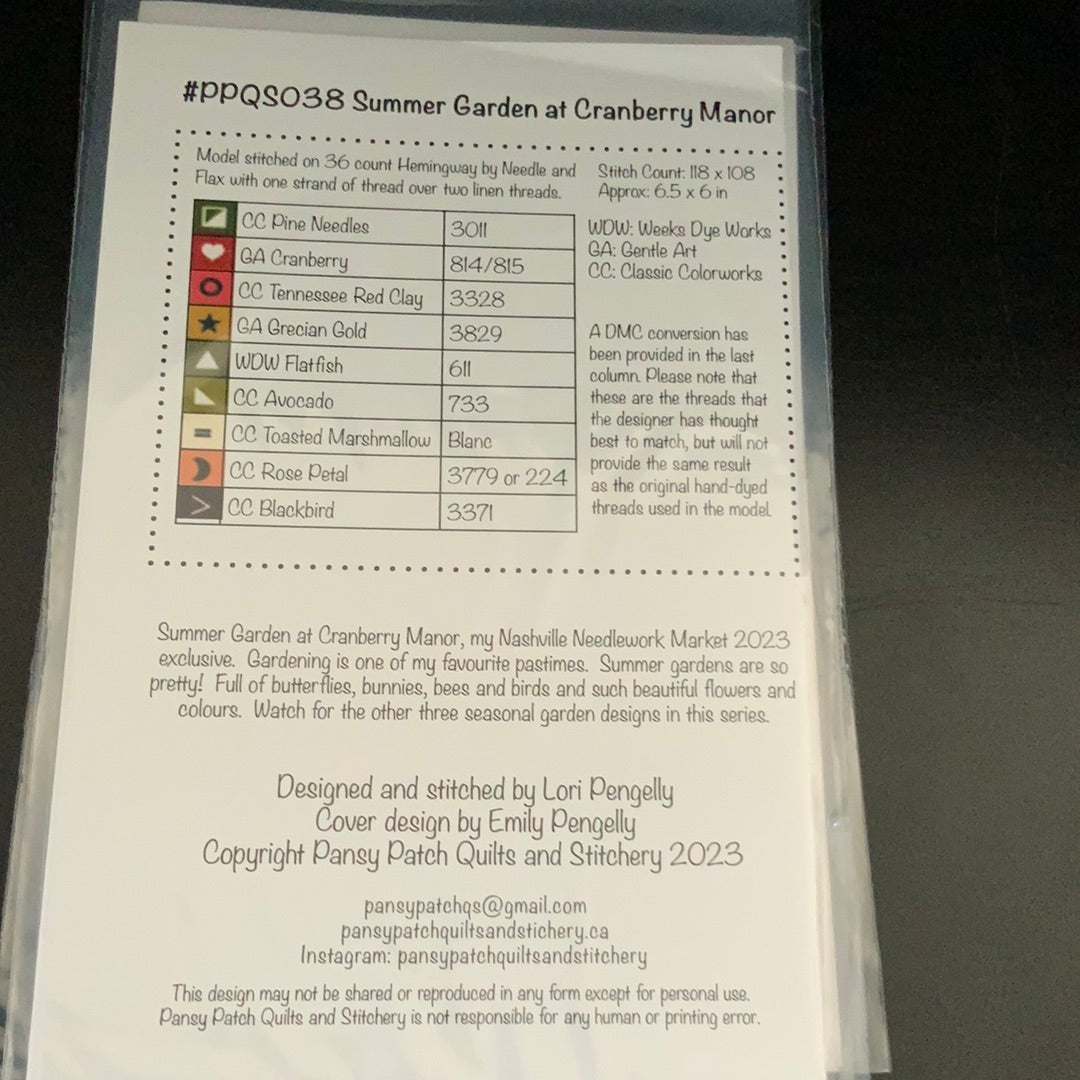 #PPQS038 Summer Garden at Cranberry Manor
Model stitched on 36 count Hemingway by Needle and
Flax with one strand of thread over two linen threads.
Stitch Count: 118 x 108
Approx: 6.5 x 6 in
CC Pine Needles 3011
GA Cranberry 814/815
CC Tennessee Red Clay 3328
GA Grecian Gold 3829
WDW Flatfish 611
CC Avocado 733
CC Toasted Marshmallow Blanc
CC Rose Petal 3779 or 224
CC Blackbird 3371
WDW: Weeks Dye Works
GA: Gentle Art
CC: Classic Colorworks
A DMC conversion has
been provided in the last
column. Please note that
these are the threads that
the designer has thought
best to match, but will not
provide the same result
as the original hand-dyed
threads used in the model.
Summer Garden at Cranberry Manor, my Nashville Needlework Market 2023
exclusive. Gardening is one of my favourite pastimes. Summer gardens are so
pretty! Full of butterflies, bunnies, bees and birds and such beautiful flowers and
colours. Watch for the other three seasonal garden designs in this series.
Designed and stitched by Lori Pengelly
Cover design by Emily Pengelly
Copyright Pansy Patch Quilts and Stitchery 2023
pansypatchqs@gmail.com
pansypatchquiltsandstichery.ca
Instagram: pansypatchquiltsandstitchery
This design may not be shared or reproduced in any form except for personal use.
Pansy Patch Quilts and Stitchery is not responsible for any human or printing error.